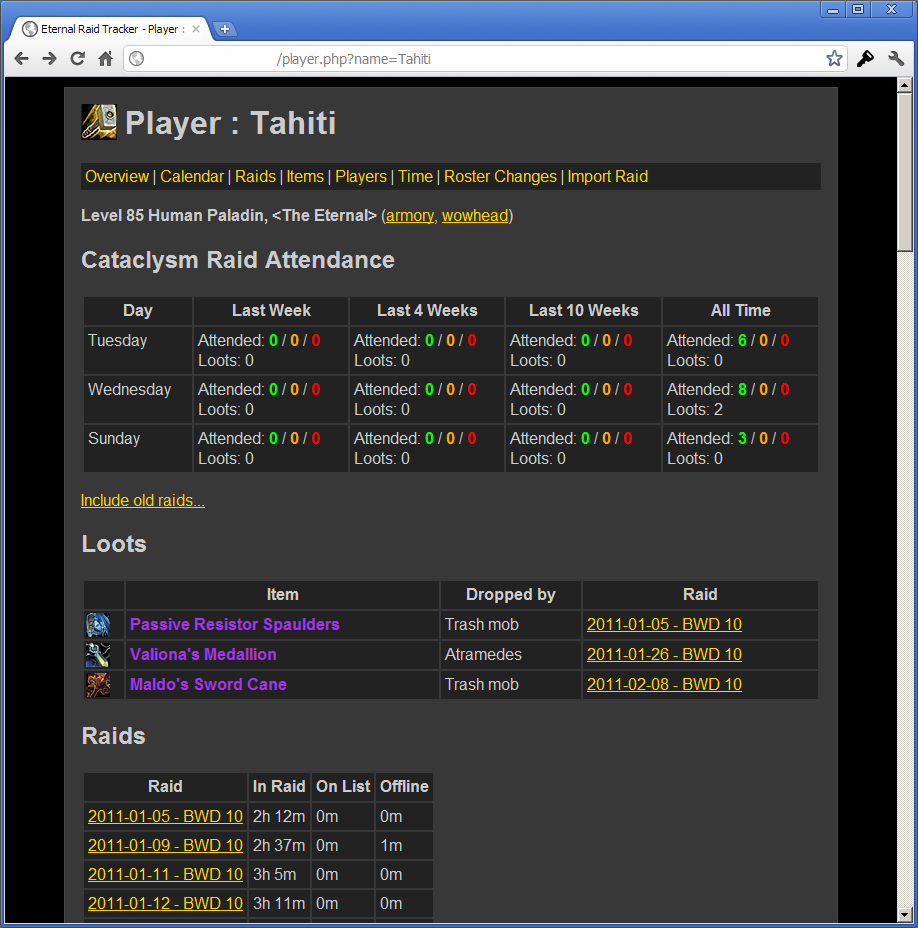 Eternal Raid Tracker - Player :
/player.php?name=Tahiti
Player : Tahiti
Overview | Calendar | Raids | Items | Players | Time | Roster Changes | Import Raid
Level 85 Human Paladin, <The Eternal> (armory, wowhead)
Cataclysm Raid Attendance
Day Last Week Last 4 Weeks Last 10 Weeks All Time
Tuesday Attended: 0 / 0 / 0 Attended: 0 / 0 / 0 Attended: 0 / 0 / 0 Attended: 6 / 0 / 0
Loots: 0 Loots: 0 Loots: 0 Loots: 0
Wednesday Attended: 0 / 0 / 0 Attended: 0 / 0 / 0 Attended: 0 / 0 / 0 Attended: 8 / 0 / 0
Loots: 0 Loots: 0 Loots: 0 Loots: 2
Sunday Attended: 0 / 0 / 0 Attended: 0 / 0 / 0 Attended: 0 / 0 / 0 Attended: 3 / 0 / 0
Loots: 0 Loots: 0 Loots: 0 Loots: 0
Include old raids...
Loots
Item Dropped by Raid
Passive Resistor Spaulders Trash mob 2011-01-05 - BWD 10
Valiona's Medallion Atramedes 2011-01-26 - BWD 10
Maldo's Sword Cane Trash mob 2011-02-08 - BWD 10
Raids
Raid In Raid On List Offline
2011-01-05 - BWD 10 2h 12m 0m 0m
2011-01-09 - BWD 10 2h 37m 0m 1m
2011-01-11 - BWD 10 3h 5m 0m 0m
2011-01-12 - BWD 10 3h 11m 0m 0m